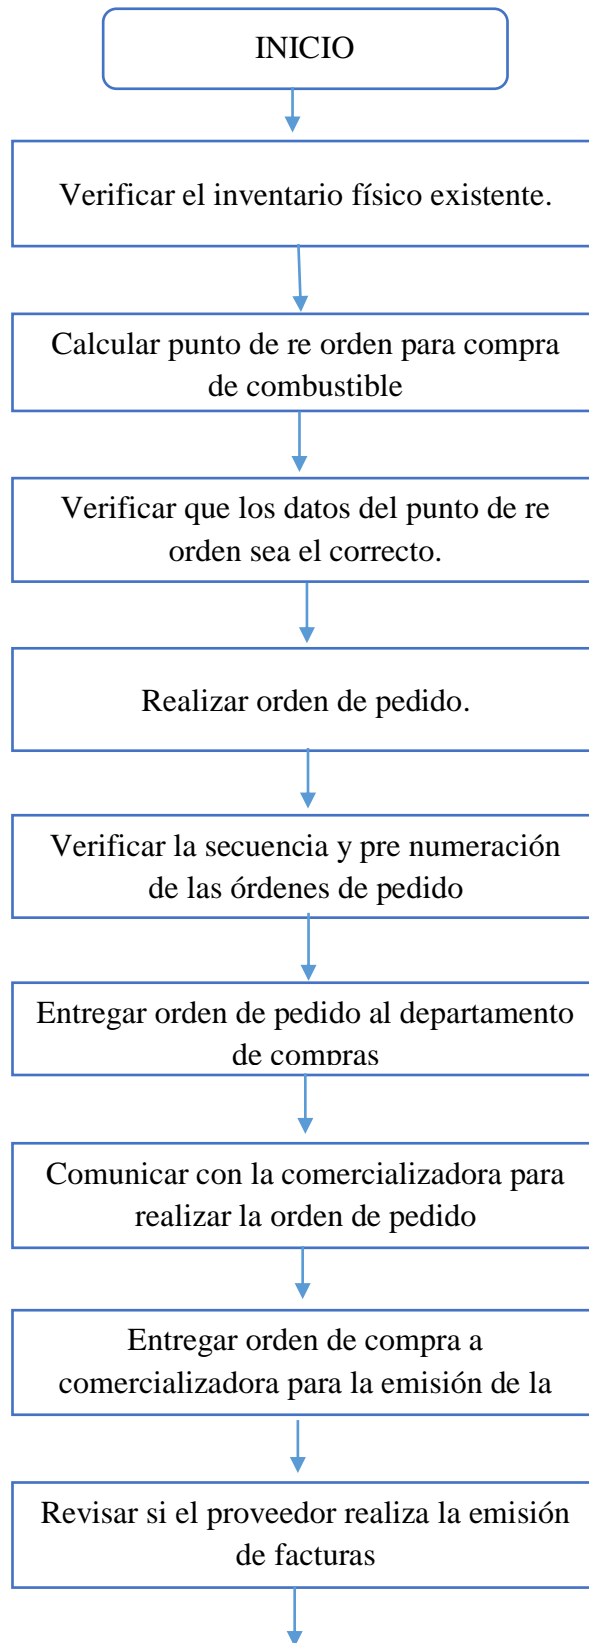 INICIO
Verificar el inventario físico existente.
Calcular punto de re orden para compra
de combustible
Verificar que los datos del punto de re
orden sea el correcto.
Realizar orden de pedido.
Verificar la secuencia y pre numeración
de las órdenes de pedido
Entregar orden de pedido al departamento
de compras
Comunicar con la comercializadora para
realizar la orden de pedido
Entregar orden de compra a
comercializadora para la emisión de la
Revisar si el proveedor realiza la emisión
de facturas